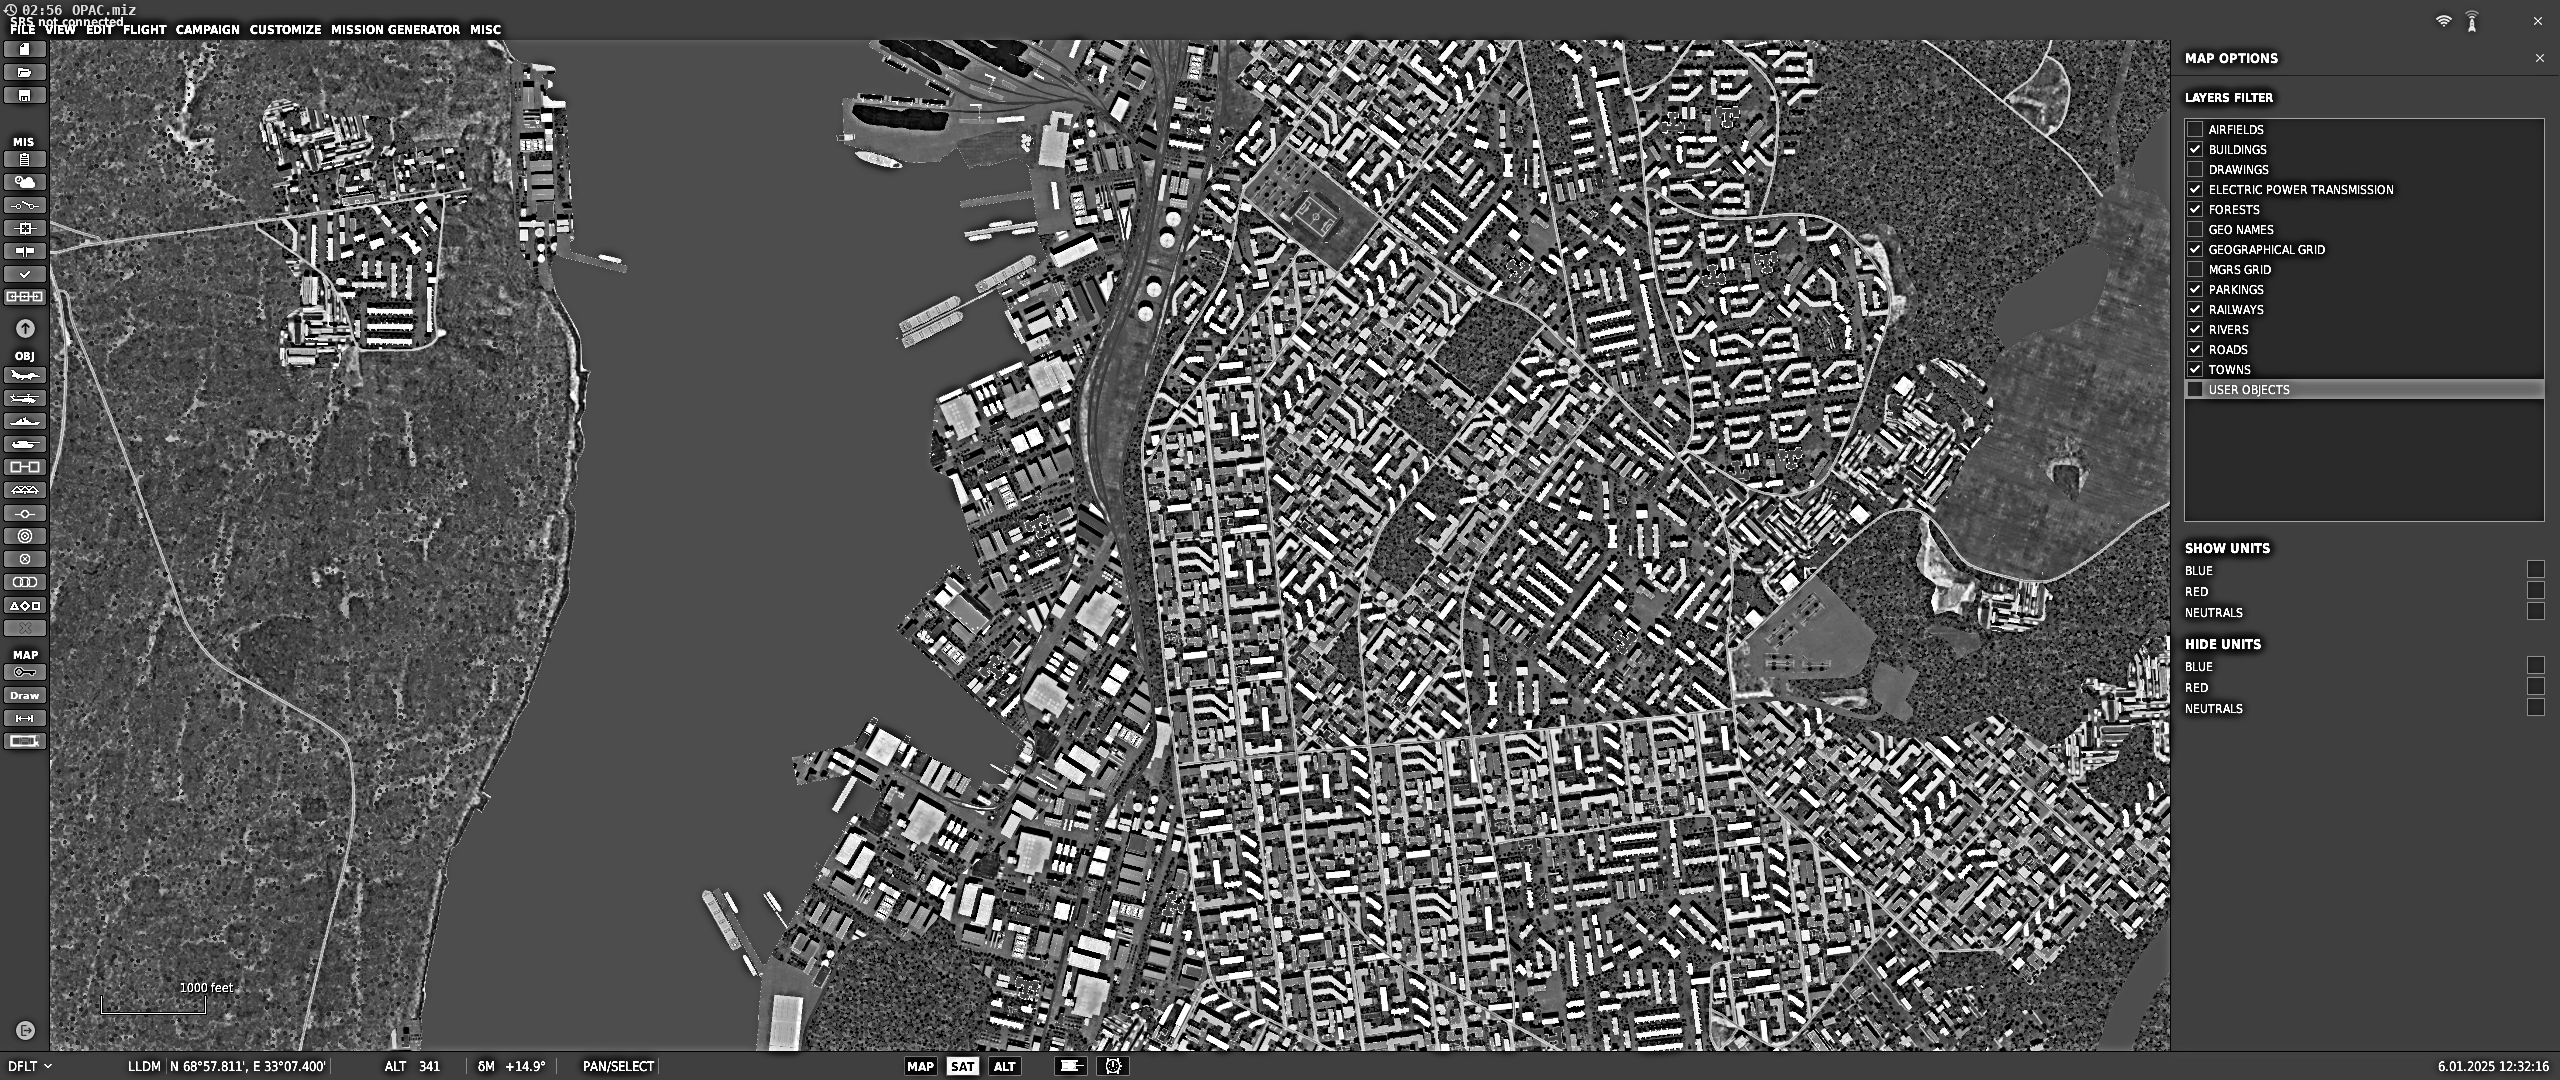 02:56 OPAC.miz
SRS not connected
FILE VIEW EDIT FLIGHT CAMPAIGN CUSTOMIZE MISSION GENERATOR MISC
MAP OPTIONS
LAYERS FILTER
AIRFIELDS
BUILDINGS
DRAWINGS
ELECTRIC POWER TRANSMISSION
FORESTS
GEO NAMES
GEOGRAPHICAL GRID
MGRS GRID
PARKINGS
RAILWAYS
RIVERS
ROADS
TOWNS
USER OBJECTS
SHOW UNITS
BLUE
RED
NEUTRALS
HIDE UNITS
BLUE
RED
NEUTRALS
MIS
OBJ
MAP
Draw
1000 feet
DFLT LLDM N 68°57.811', E 33°07.400' ALT 341 δM +14.9° PAN/SELECT MAP SAT ALT 6.01.2025 12:32:16